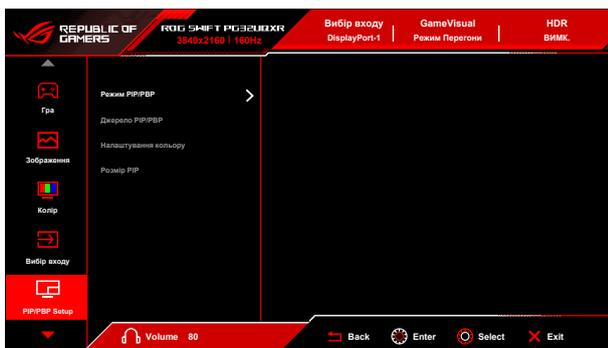 REPUBLIC OF
GAMERS
ROG SWIFT PG32UQXR
3840x2160 | 160Hz
Вибір входу
DisplayPort-1
GameVisual
Режим Перегони
HDR
ВИМК.
Гра
Зображення
Колір
Вибір входу
PIP/PBP Setup
Режим PIP/PBP
Джерело PIP/PBP
Налаштування кольору
Розмір PIP
Volume 80
Back
Enter
Select
Exit